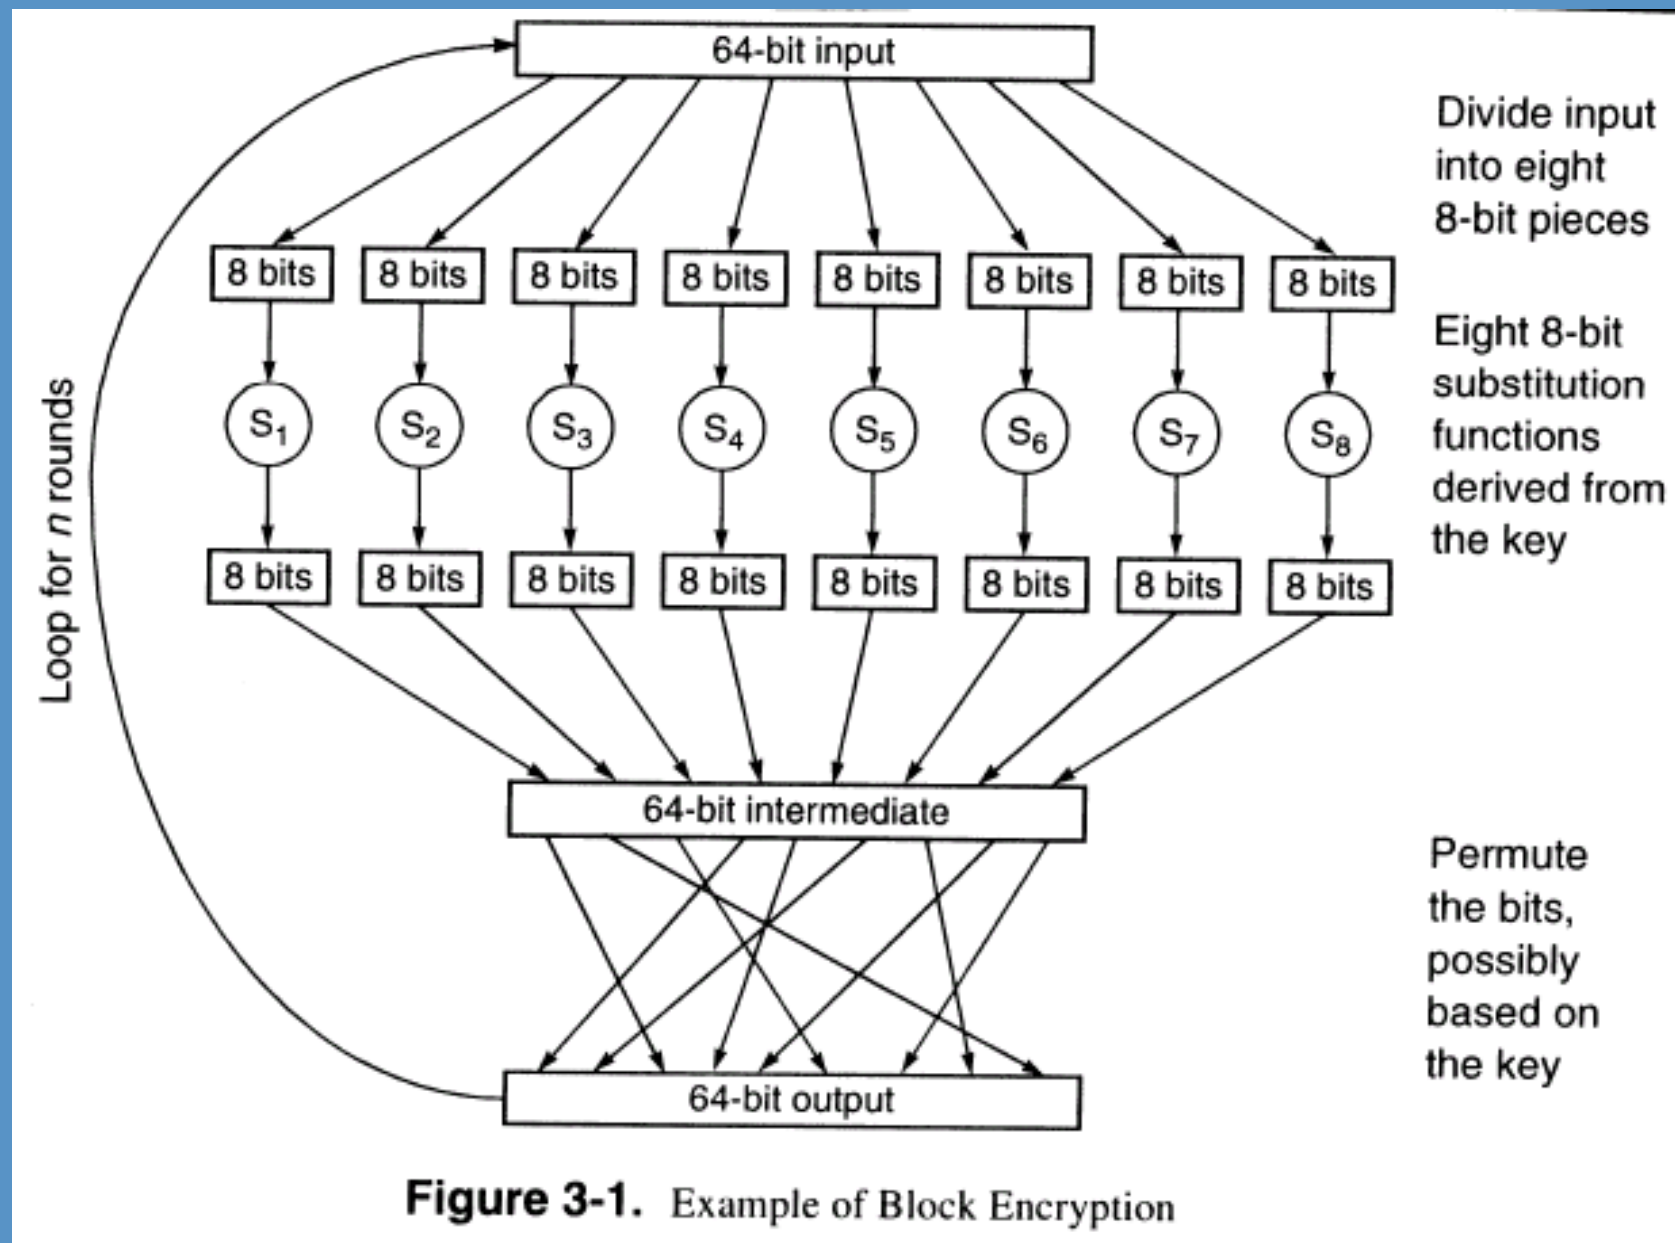 64-bit input
Divide input
into eight
8-bit pieces
8 bits 8 bits 8 bits 8 bits 8 bits 8 bits 8 bits 8 bits
Eight 8-bit
substitution
functions
derived from
the key
S1 S2 S3 S4 S5 S6 S7 S8
Loop for n rounds
8 bits 8 bits 8 bits 8 bits 8 bits 8 bits 8 bits 8 bits
64-bit intermediate
Permute
the bits,
possibly
based on
the key
64-bit output
Figure 3-1. Example of Block Encryption